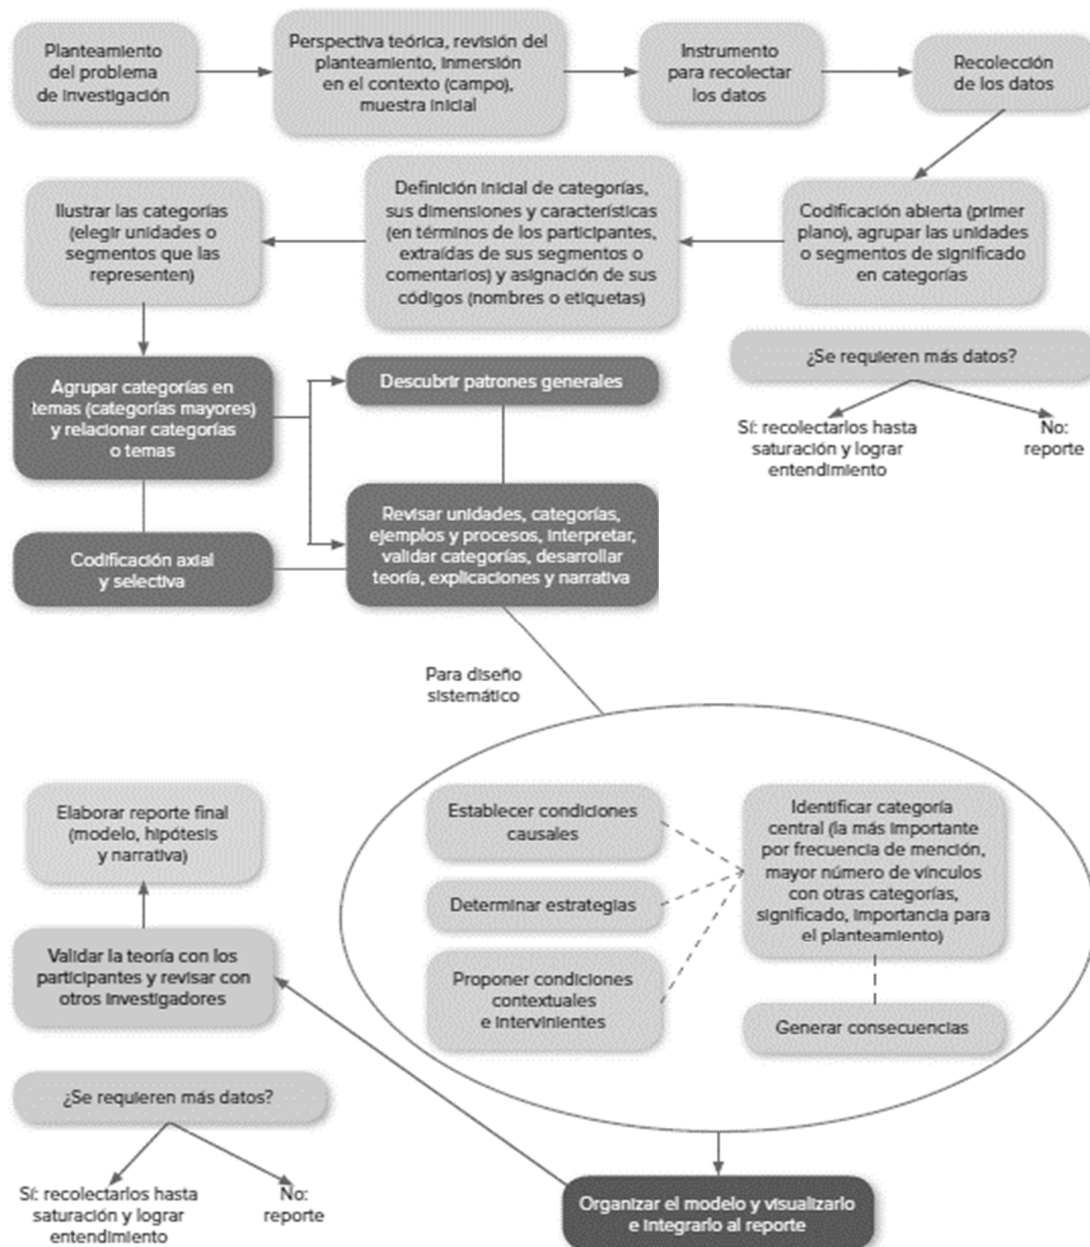 Planteamiento
del problema
de investigación
Perspectiva teórica, revisión del
planteamiento, inmersión
en el contexto (campo),
muestra inicial
Instrumento
para recolectar
los datos
Recolección
de los datos
Ilustrar las categorías
(elegir unidades o
segmentos que las
representen)
Definición inicial de categorías,
sus dimensiones y características
(en términos de los participantes,
extraídas de sus segmentos o
comentarios) y asignación de sus
códigos (nombres o etiquetas)
Codificación abierta (primer
plano), agrupar las unidades
o segmentos de significado
en categorías
¿Se requieren más datos?
Sí: recolectarlos hasta
saturación y lograr
entendimiento
No:
reporte
Agrupar categorías en
temas (categorías mayores)
y relacionar categorías
o temas
Descubrir patrones generales
Codificación axial
y selectiva
Revisar unidades, categorías,
ejemplos y procesos, interpretar,
validar categorías, desarrollar
teoría, explicaciones y narrativa
Para diseño
sistemático
Establecer condiciones
causales
Determinar estrategias
Proponer condiciones
contextuales
e intervinientes
Identificar categoría
central (la más importante
por frecuencia de mención,
mayor número de vínculos
con otras categorías,
significado, importancia para
el planteamiento)
Generar consecuencias
Elaborar reporte final
(modelo, hipótesis
y narrativa)
Validar la teoría con los
participantes y revisar con
otros investigadores
¿Se requieren más datos?
Sí: recolectarlos hasta
saturación y lograr
entendimiento
No:
reporte
Organizar el modelo y visualizarlo
e integrarlo al reporte